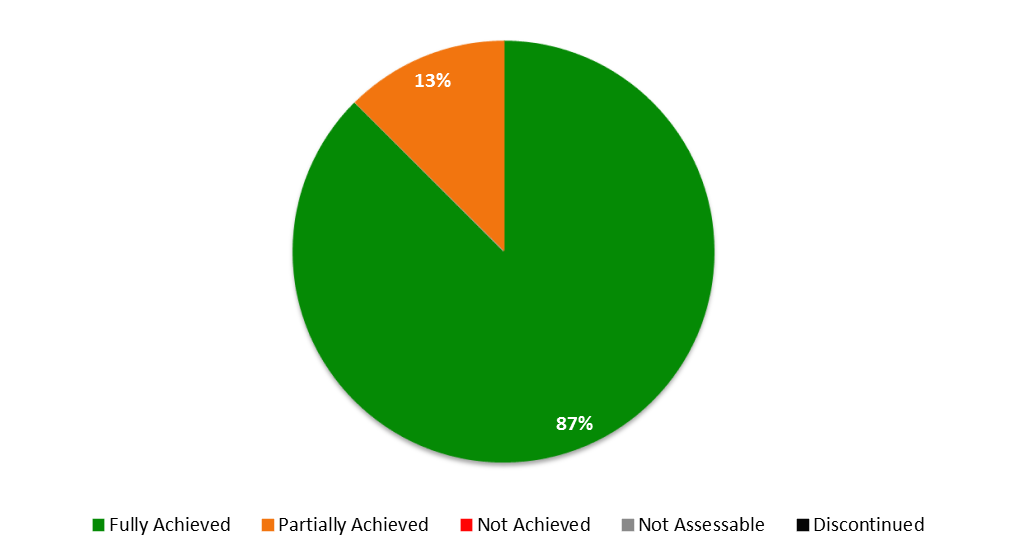 13%
87%
Fully Achieved Partially Achieved Not Achieved Not Assessable Discontinued